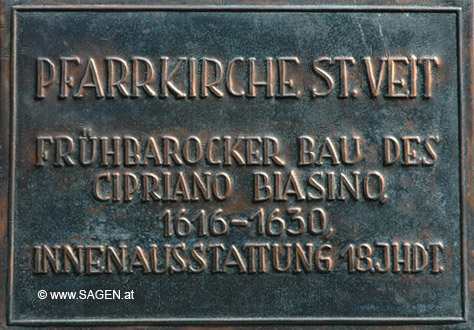 PFARRKIRCHE ST. VEIT
FRÜHBAROCKER BAU DES
CIPRIANO BIASINO,
1616-1630,
INNENAUSSTATTUNG 18.JHDT.
© www.SAGEN.at